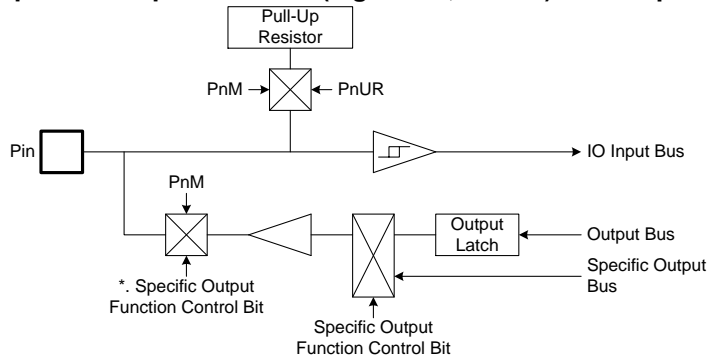 Pull-Up
Resistor
PnM
PnUR
Pin
IO Input Bus
PnM
Output
Latch
Output Bus
Specific Output
Bus
*. Specific Output
Function Control Bit
Specific Output
Function Control Bit